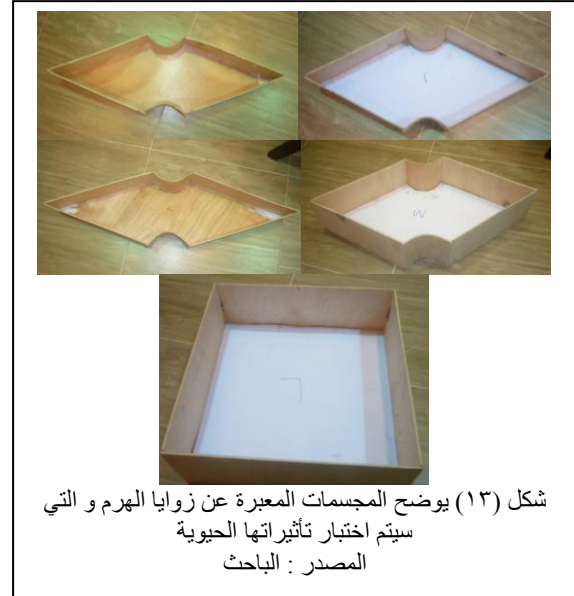 شكل (١٣) يوضح المجسمات المعبرة عن زوايا الهرم و التي
سيتم اختبار تأثيراتها الحيوية
المصدر : الباحث